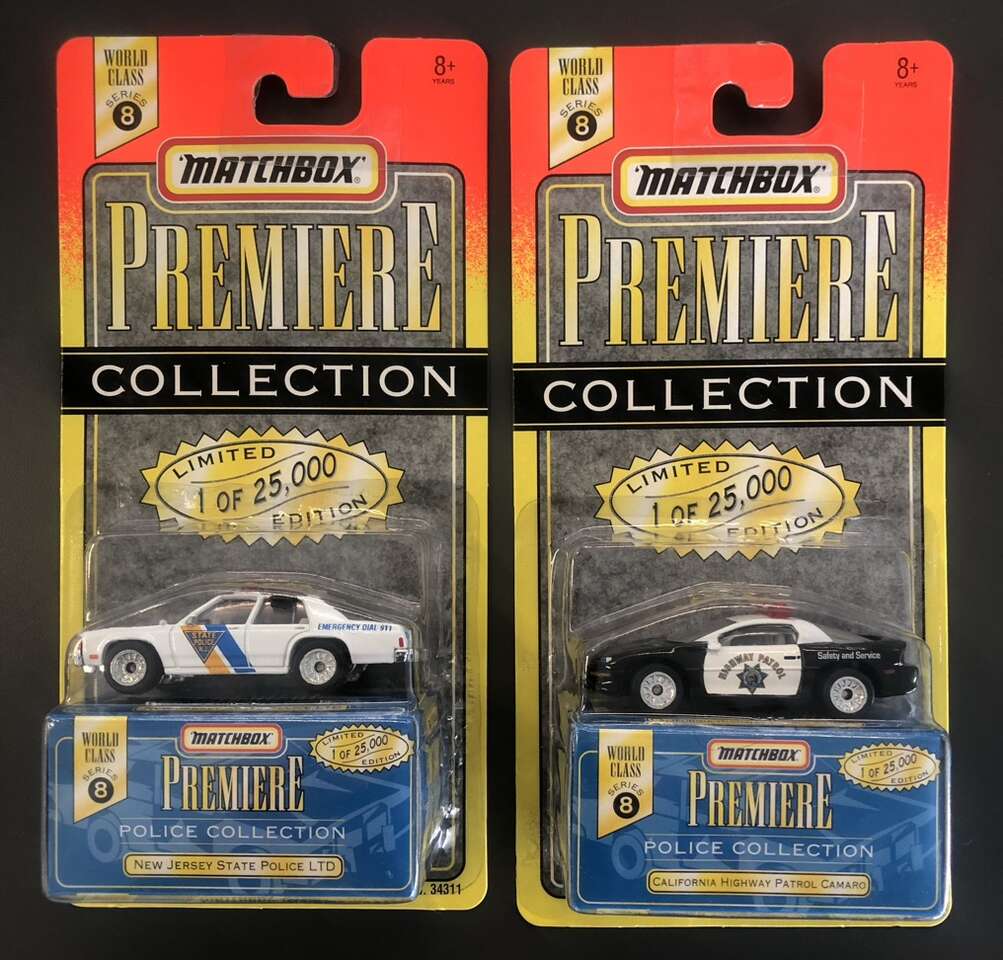 WORLD
CLASS
SERIES
8
8+
YEARS
'MATCHBOX'®
PREMIERE
COLLECTION
LIMITED
1 OF 25,000
EDITION
STATE
POLICE
EMERGENCY DIAL 911
WORLD
CLASS
SERIES
8
MATCHBOX
LIMITED
1 OF 25,000
EDITION
PREMIERE
POLICE COLLECTION
NEW JERSEY STATE POLICE LTD
. 34311
WORLD
CLASS
SERIES
8
8+
YEARS
'MATCHBOX'®
PREMIERE
COLLECTION
LIMITED
1 OF 25,000
EDITION
HIGHWAY PATROL
Safety and Service
WORLD
CLASS
SERIES
8
MATCHBOX
LIMITED
1 OF 25,000
EDITION
PREMIERE
POLICE COLLECTION
CALIFORNIA HIGHWAY PATROL CAMARO